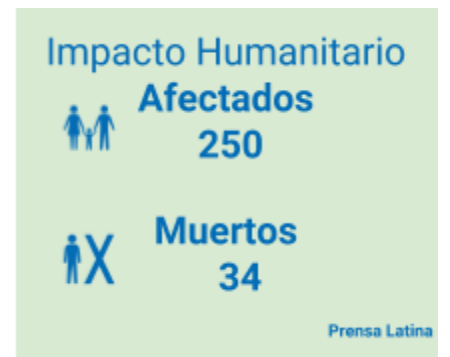 Impacto Humanitario
Afectados
250
Muertos
34
Prensa Latina